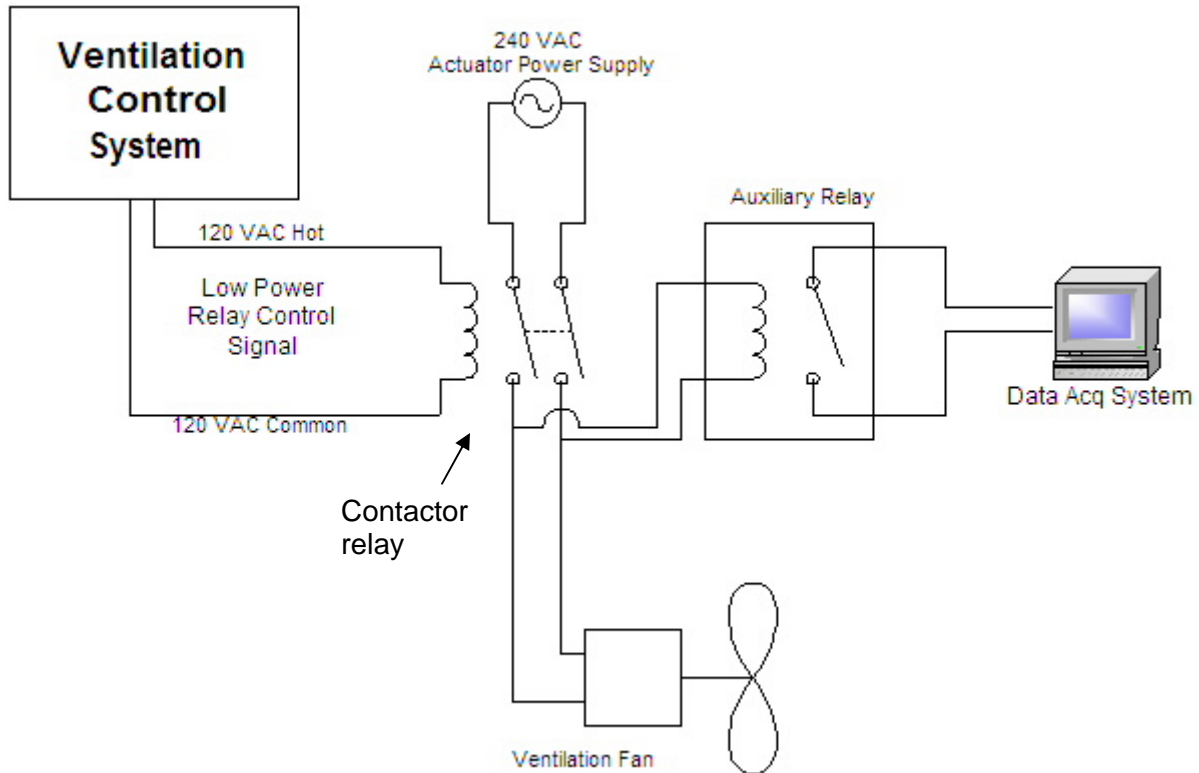 Ventilation
Control
System
240 VAC
Actuator Power Supply
Auxiliary Relay
120 VAC Hot
Low Power
Relay Control
Signal
120 VAC Common
Data Acq System
Contactor
relay
Ventilation Fan